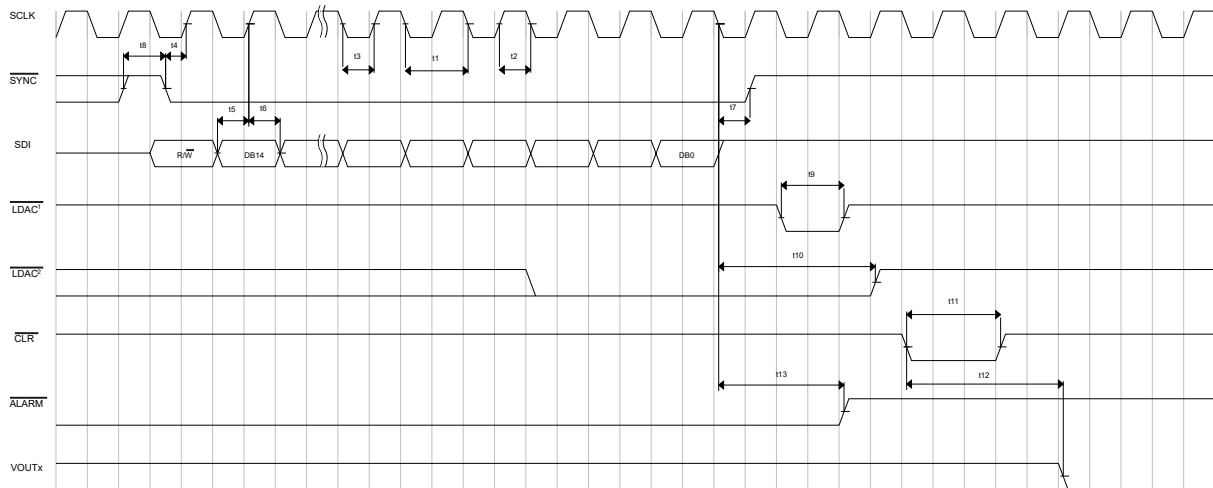 SCLK
t8
t4
t3
t1
t2
SYNC
t7
t5
t6
SDI
R/W
DB14
DB0
t9
LDAC¹
t10
LDAC²
t11
CLR
t13
t12
ALARM
VOUTx